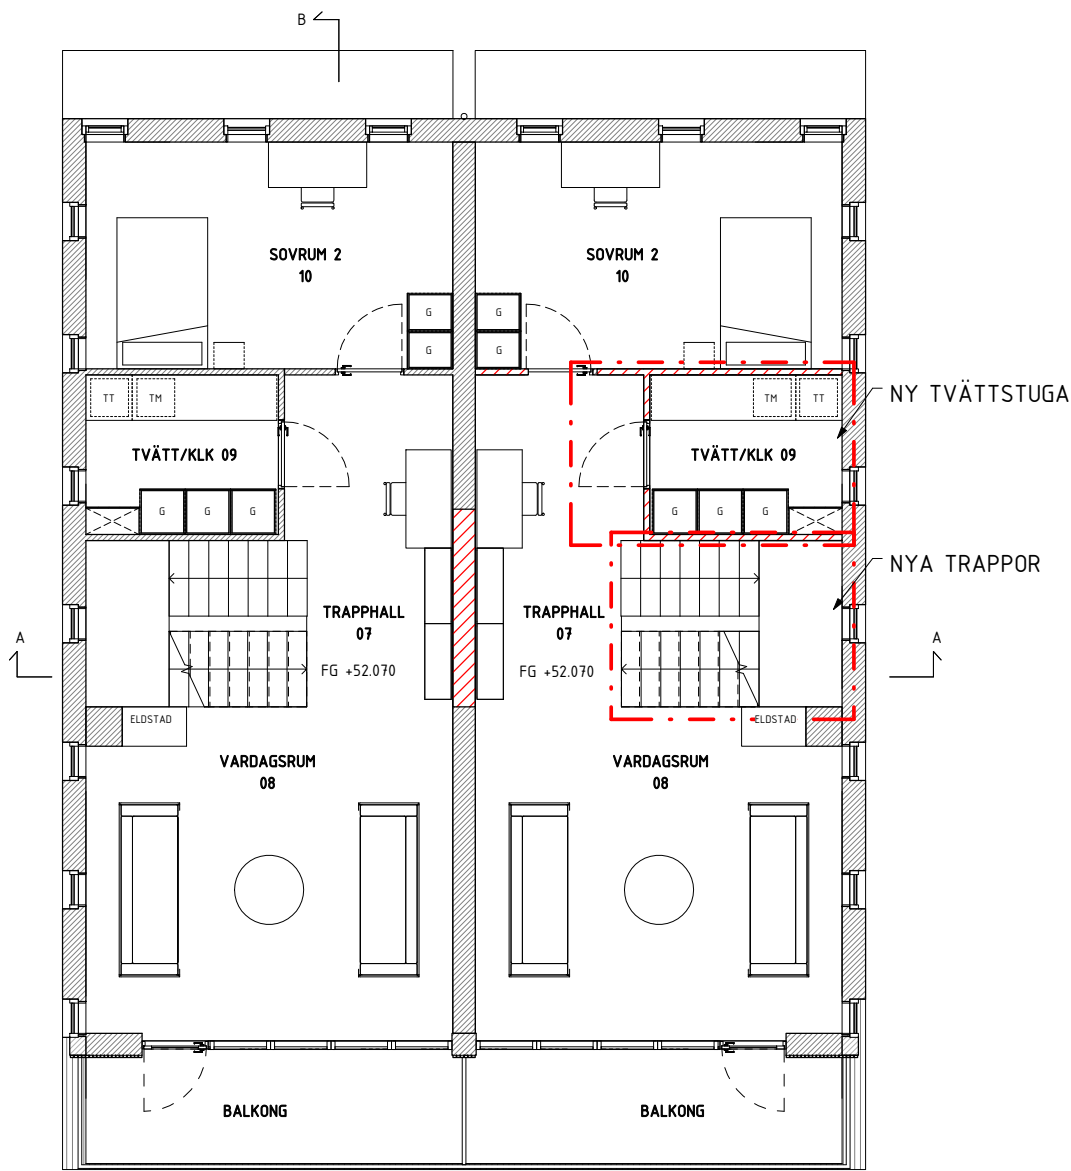 B
SOVRUM 2
10
SOVRUM 2
10
G
G
G
G
TT
TM
TM
TT
NY TVÄTTSTUGA
TVÄTT/KLK 09
TVÄTT/KLK 09
G
G
G
G
G
G
NYA TRAPPOR
TRAPPHALL
07
TRAPPHALL
07
A
A
FG +52.070
FG +52.070
ELDSTAD
ELDSTAD
VARDAGSRUM
08
VARDAGSRUM
08
BALKONG
BALKONG